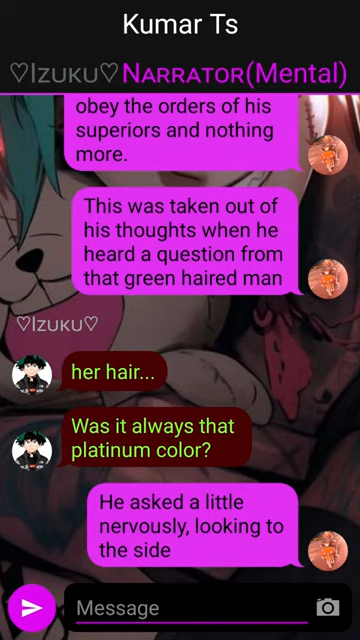 Kumar Ts
♡Izuku♡ Narrator(Mental)
obey the orders of his
superiors and nothing
more.
This was taken out of
his thoughts when he
heard a question from
that green haired man
♡Izuku♡
her hair...
Was it always that
platinum color?
He asked a little
nervously, looking to
the side
Message